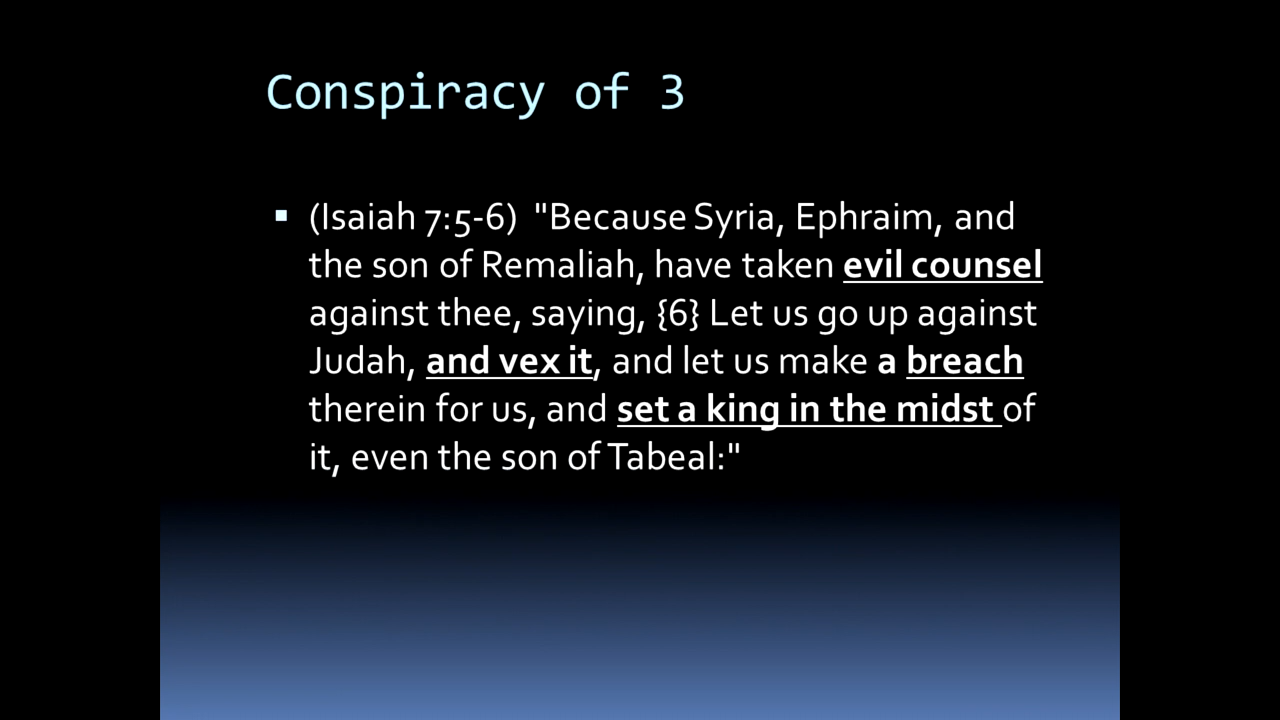 Conspiracy of 3
▪ (Isaiah 7:5-6)  "Because Syria, Ephraim, and
the son of Remaliah, have taken evil counsel
against thee, saying, {6} Let us go up against
Judah, and vex it, and let us make a breach
therein for us, and set a king in the midst of
it, even the son of Tabeal:"